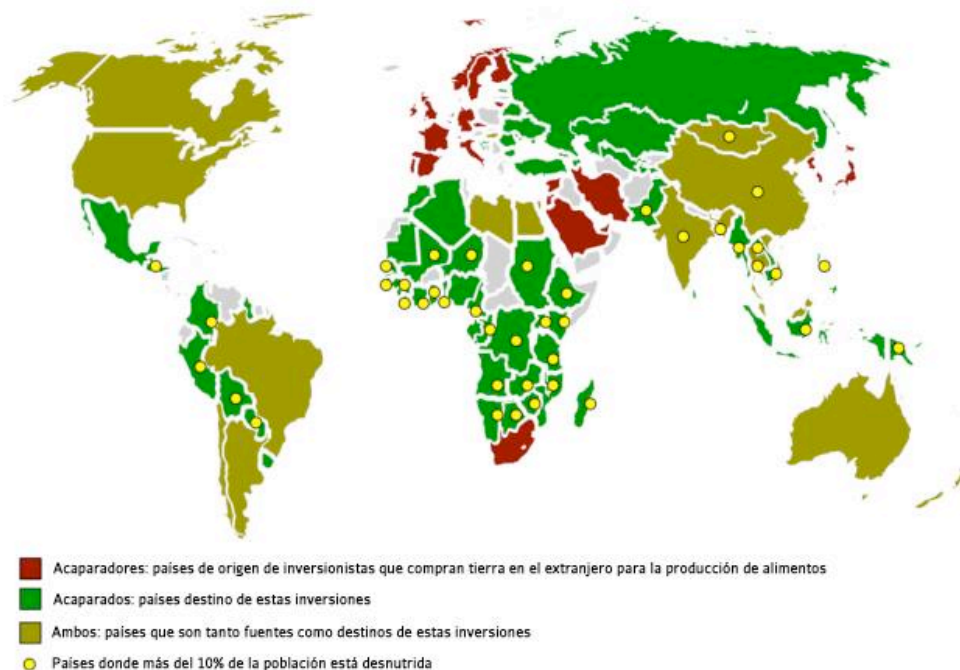 Acaparadores: países de origen de inversionistas que compran tierra en el extranjero para la producción de alimentos
Acaparados: países destino de estas inversiones
Ambos: países que son tanto fuentes como destinos de estas inversiones
Países donde más del 10% de la población está desnutrida